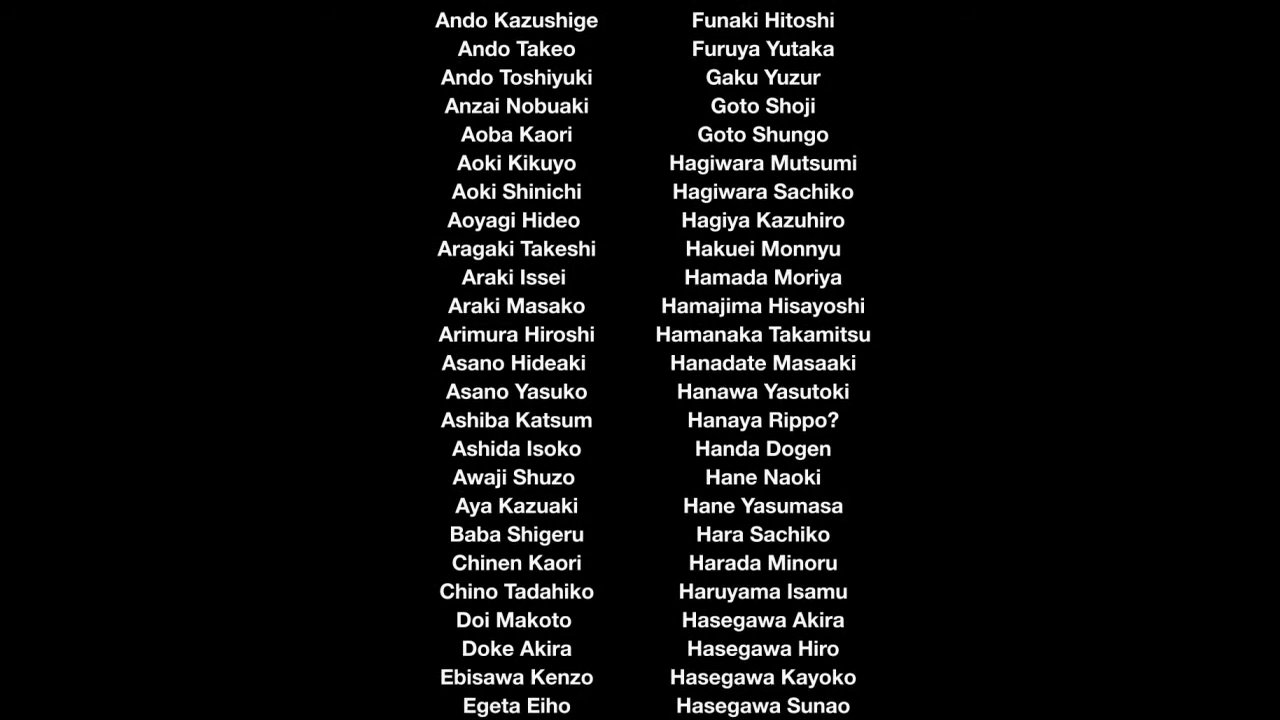 Ando Kazushige
Ando Takeo
Ando Toshiyuki
Anzai Nobuaki
Aoba Kaori
Aoki Kikuyo
Aoki Shinichi
Aoyagi Hideo
Aragaki Takeshi
Araki Issei
Araki Masako
Arimura Hiroshi
Asano Hideaki
Asano Yasuko
Ashiba Katsum
Ashida Isoko
Awaji Shuzo
Aya Kazuaki
Baba Shigeru
Chinen Kaori
Chino Tadahiko
Doi Makoto
Doke Akira
Ebisawa Kenzo
Egeta Eiho
Funaki Hitoshi
Furuya Yutaka
Gaku Yuzur
Goto Shoji
Goto Shungo
Hagiwara Mutsumi
Hagiwara Sachiko
Hagiya Kazuhiro
Hakuei Monnyu
Hamada Moriya
Hamajima Hisayoshi
Hamanaka Takamitsu
Hanadate Masaaki
Hanawa Yasutoki
Hanaya Rippo?
Handa Dogen
Hane Naoki
Hane Yasumasa
Hara Sachiko
Harada Minoru
Haruyama Isamu
Hasegawa Akira
Hasegawa Hiro
Hasegawa Kayoko
Hasegawa Sunao